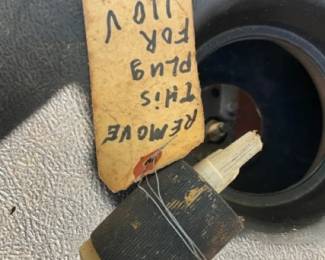 REMOVE
THIS
PLUG
FOR
110V